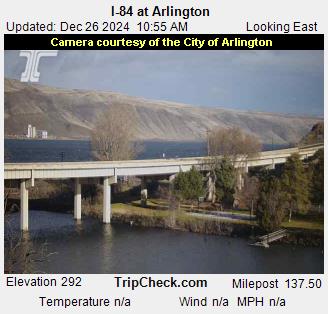 I-84 at Arlington
Updated: Dec 26 2024 10:55 AM Looking East
Camera courtesy of the City of Arlington
Elevation 292 TripCheck.com Milepost 137.50
Temperature n/a Wind n/a MPH n/a